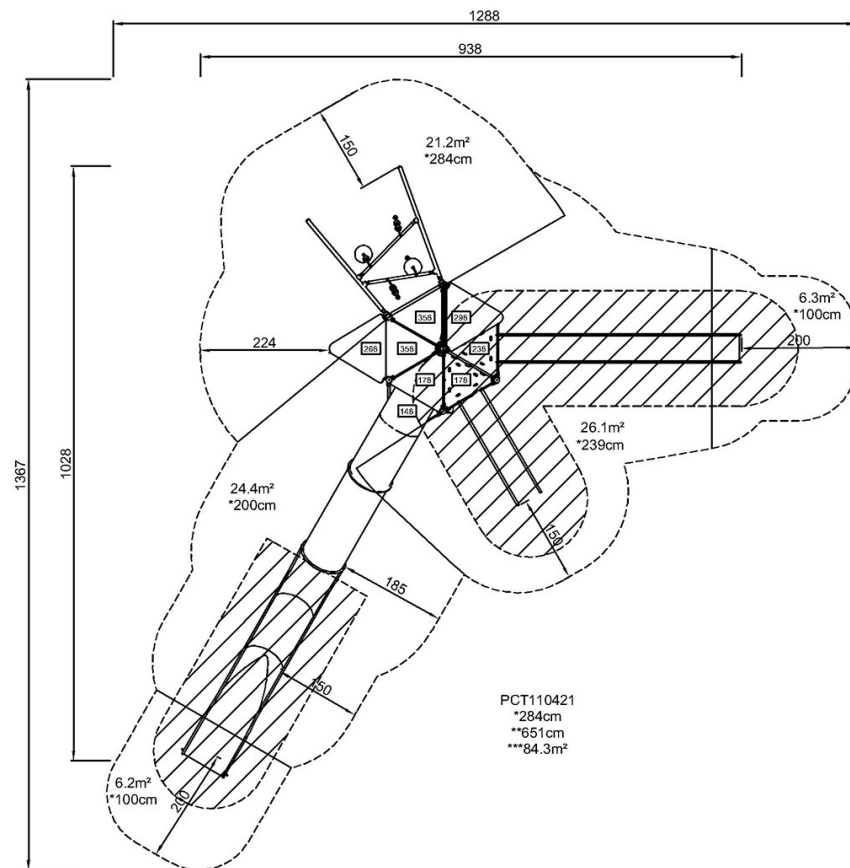 1288
938
150
21.2m²
*284cm
6.3m²
*100cm
358
298
224
288
358
238
200
178
178
148
26.1m²
*239cm
1028
1367
24.4m²
*200cm
150
185
150
PCT110421
*284cm
**651cm
***84.3m²
6.2m²
*100cm
200